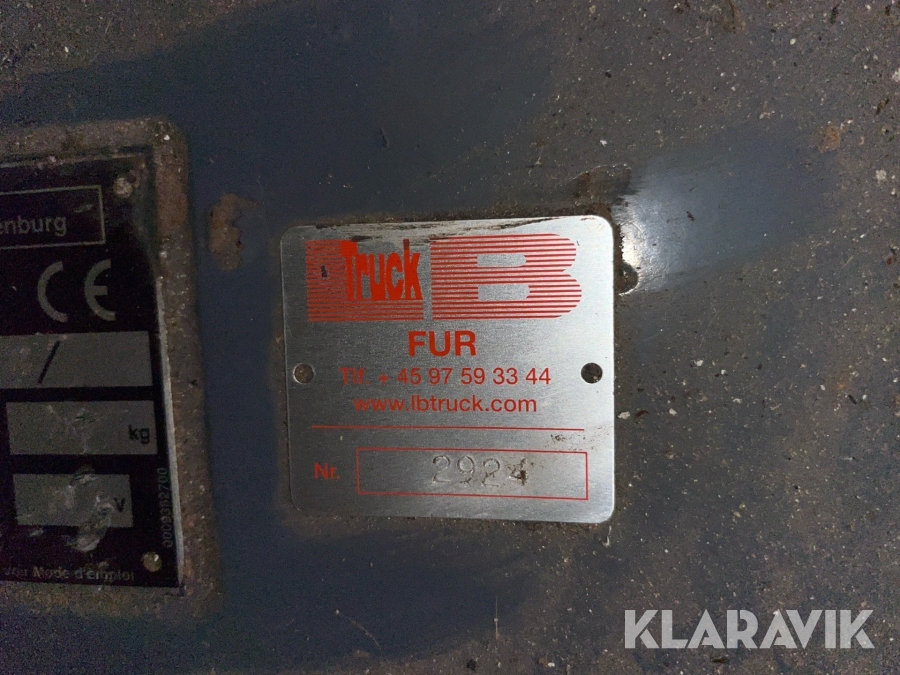 enburg
CE
/
kg
V
0009312700
voir Mode d'emploi
L Truck B
FUR
Tlf. + 45 97 59 33 44
www.lbtruck.com
Nr. 2924
KLARAVIK